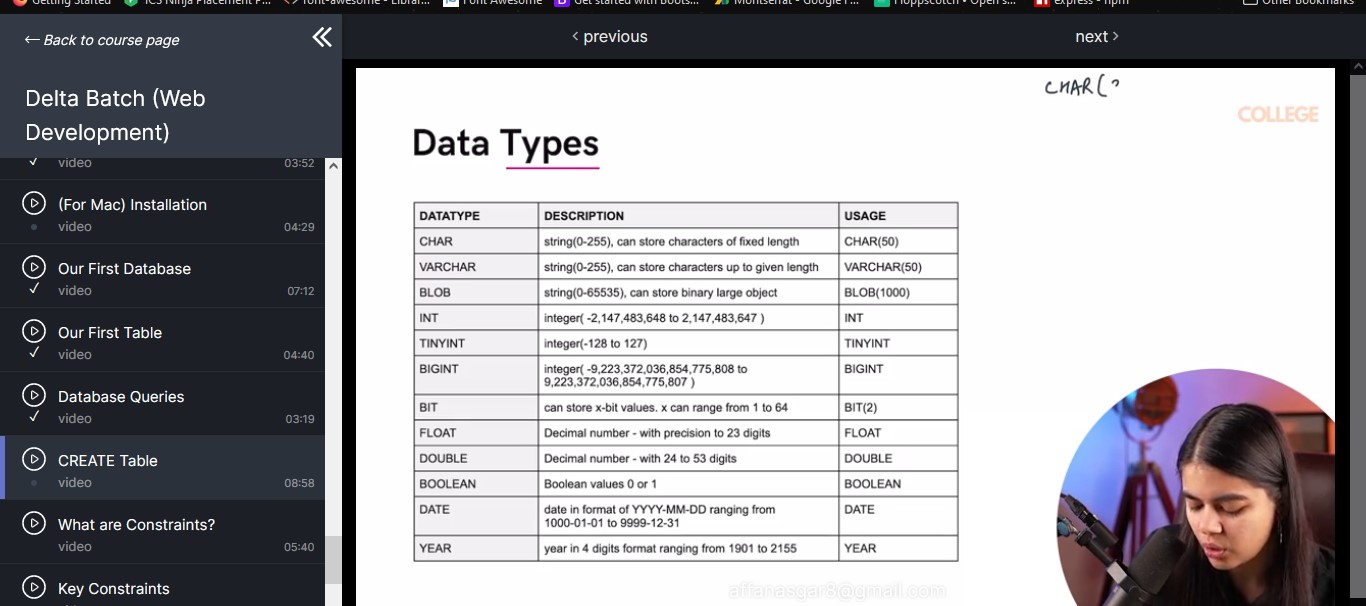 Getting Started
TCS Ninja Placement P...
font-awesome - Librar...
Font Awesome
Get started with Boots...
Montserrat - Google F...
Hoppscotch • Open s...
express - npm
Other Bookmarks
← Back to course page
previous
next
Delta Batch (Web
Development)
video 03:52
(For Mac) Installation
video 04:29
Our First Database
video 07:12
Our First Table
video 04:40
Database Queries
video 03:19
CREATE Table
video 08:58
What are Constraints?
video 05:40
Key Constraints
CHAR(
COLLEGE
Data Types
DATATYPE DESCRIPTION USAGE
CHAR string(0-255), can store characters of fixed length CHAR(50)
VARCHAR string(0-255), can store characters up to given length VARCHAR(50)
BLOB string(0-65535), can store binary large object BLOB(1000)
INT integer( -2,147,483,648 to 2,147,483,647 ) INT
TINYINT integer(-128 to 127) TINYINT
BIGINT integer( -9,223,372,036,854,775,808 to
9,223,372,036,854,775,807 ) BIGINT
BIT can store x-bit values. x can range from 1 to 64 BIT(2)
FLOAT Decimal number - with precision to 23 digits FLOAT
DOUBLE Decimal number - with 24 to 53 digits DOUBLE
BOOLEAN Boolean values 0 or 1 BOOLEAN
DATE date in format of YYYY-MM-DD ranging from
1000-01-01 to 9999-12-31 DATE
YEAR year in 4 digits format ranging from 1901 to 2155 YEAR
affanasgar8@gmail.com